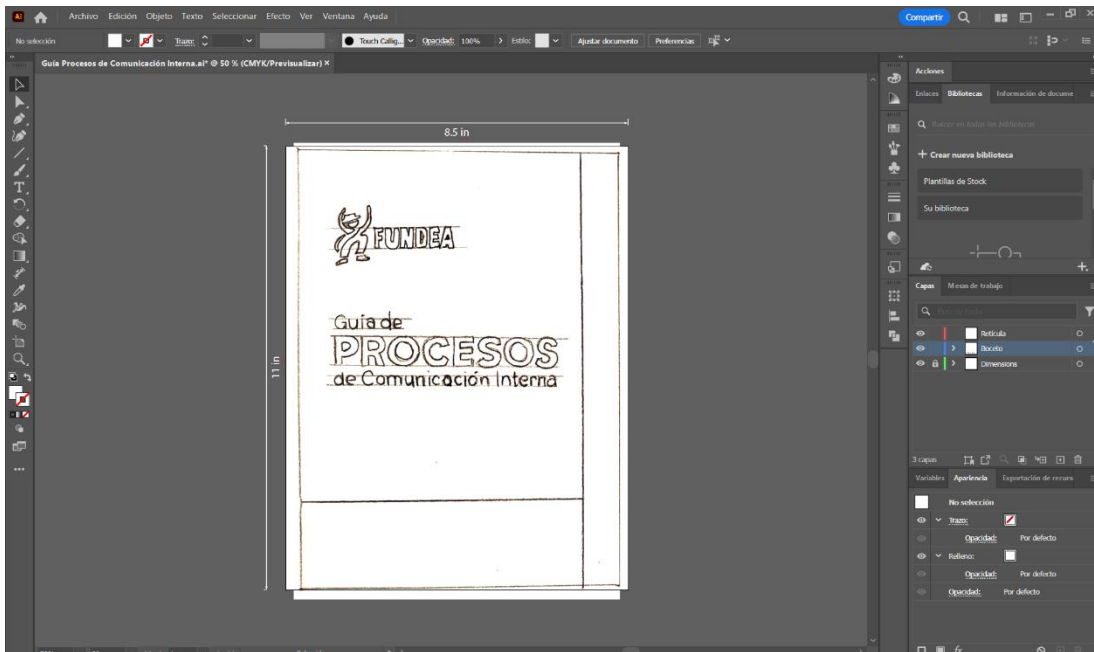 Ai Archivo Edición Objeto Texto Seleccionar Efecto Ver Ventana Ayuda Compartir
No selección Trazo: Touch Callig... Opacidad: 100% Estilo: Ajustar documento Preferencias
Guía Procesos de Comunicación Interna.ai* @ 50 % (CMYK/Previsualizar) ×
8.5 in
11 in
FUNDEA
Guía de
PROCESOS
de Comunicación Interna
Acciones
Enlaces Bibliotecas Información de docume
Buscar en todas las bibliotecas
+ Crear nueva biblioteca
Plantillas de Stock
Su biblioteca
Capas Mesas de trabajo
Retícula
Boceto
Dimensions
3 capas
Variables Apariencia Exportación de recurs
No selección
Trazo:
Opacidad: Por defecto
Relleno:
Opacidad: Por defecto
Opacidad: Por defecto
fx